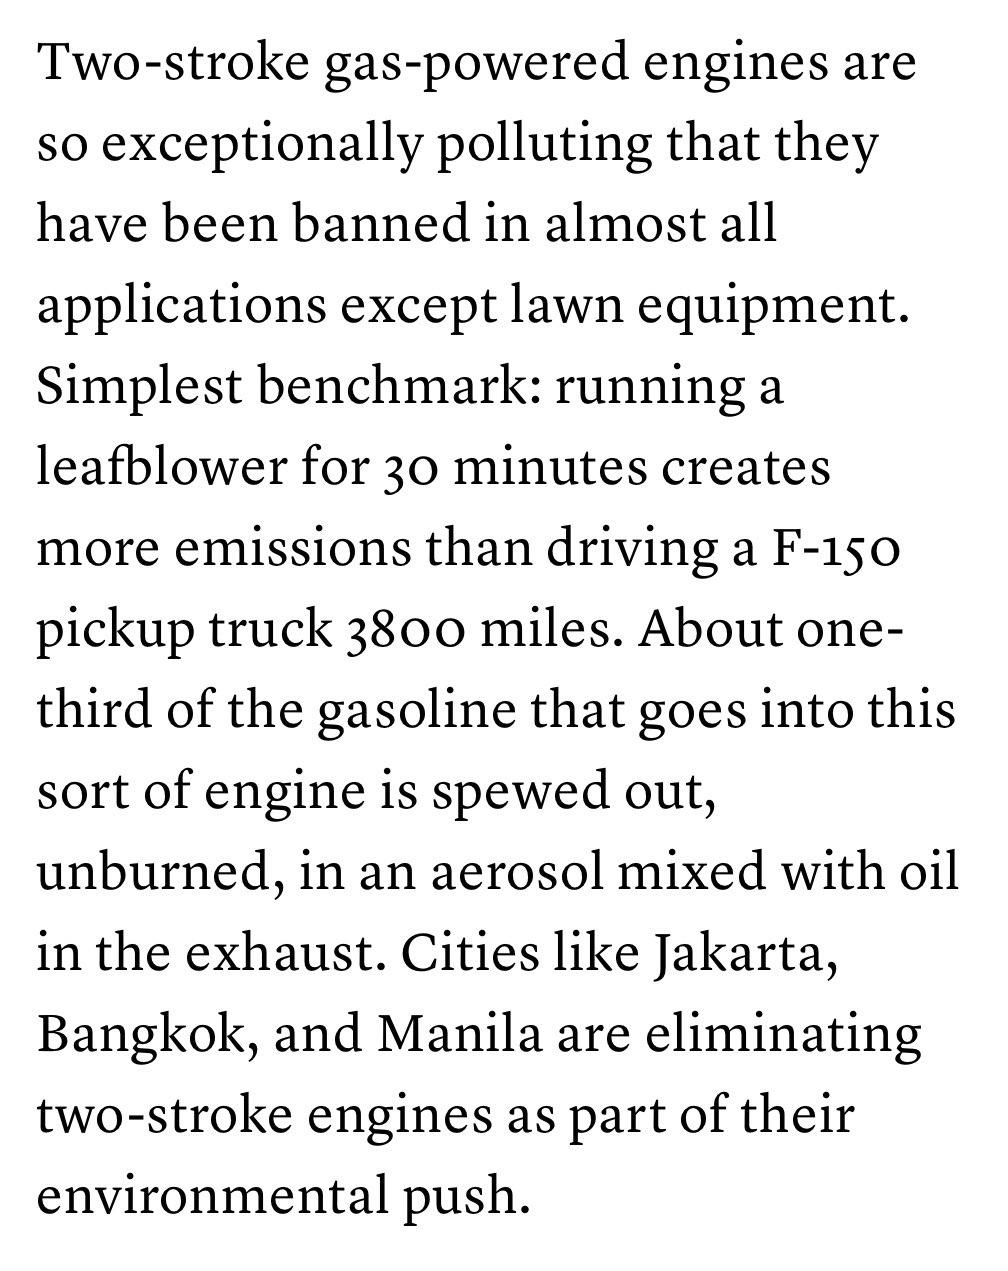 Two-stroke gas-powered engines are
so exceptionally polluting that they
have been banned in almost all
applications except lawn equipment.
Simplest benchmark: running a
leafblower for 30 minutes creates
more emissions than driving a F-150
pickup truck 3800 miles. About one-
third of the gasoline that goes into this
sort of engine is spewed out,
unburned, in an aerosol mixed with oil
in the exhaust. Cities like Jakarta,
Bangkok, and Manila are eliminating
two-stroke engines as part of their
environmental push.